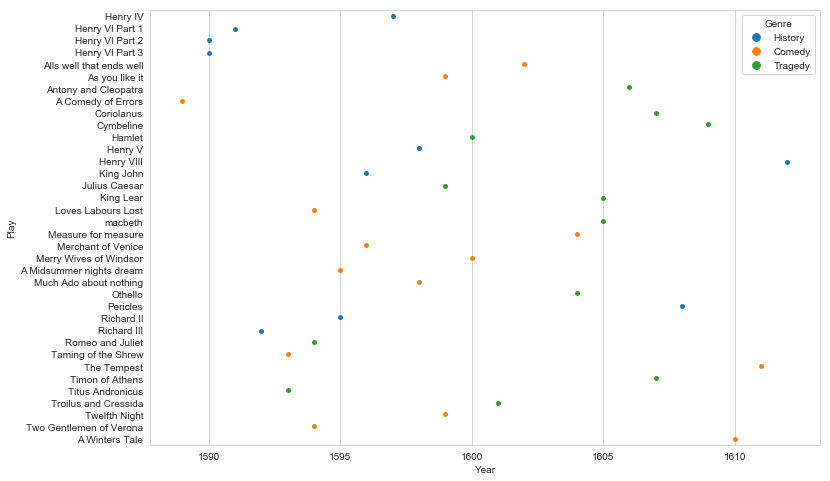 Henry IV
Henry VI Part 1
Henry VI Part 2
Henry VI Part 3
Alls well that ends well
As you like it
Antony and Cleopatra
A Comedy of Errors
Coriolanus
Cymbeline
Hamlet
Henry V
Henry VIII
King John
Julius Caesar
King Lear
Loves Labours Lost
macbeth
Measure for measure
Merchant of Venice
Merry Wives of Windsor
A Midsummer nights dream
Much Ado about nothing
Othello
Pericles
Richard II
Richard III
Romeo and Juliet
Taming of the Shrew
The Tempest
Timon of Athens
Titus Andronicus
Troilus and Cressida
Twelfth Night
Two Gentlemen of Verona
A Winters Tale
Play
Genre
History
Comedy
Tragedy
1590 1595 1600 1605 1610
Year